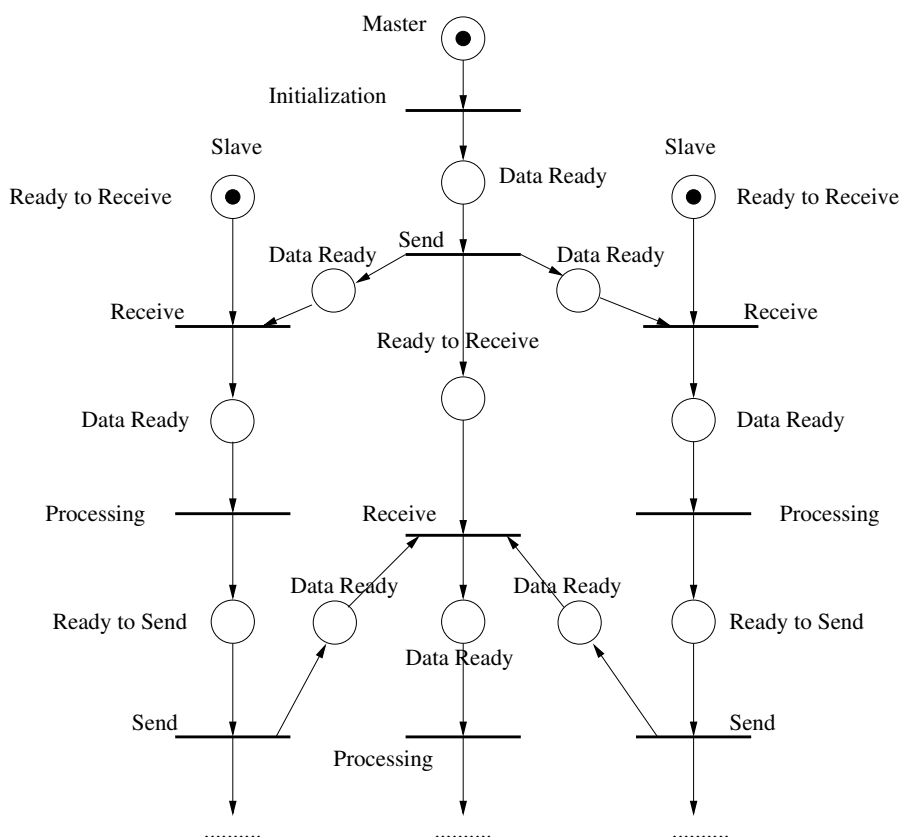 Master
Initialization
Slave
Slave
Ready to Receive
Data Ready
Ready to Receive
Send
Data Ready
Data Ready
Receive
Receive
Ready to Receive
Data Ready
Data Ready
Processing
Receive
Processing
Data Ready
Data Ready
Ready to Send
Ready to Send
Data Ready
Send
Send
Processing
..........
..........
..........